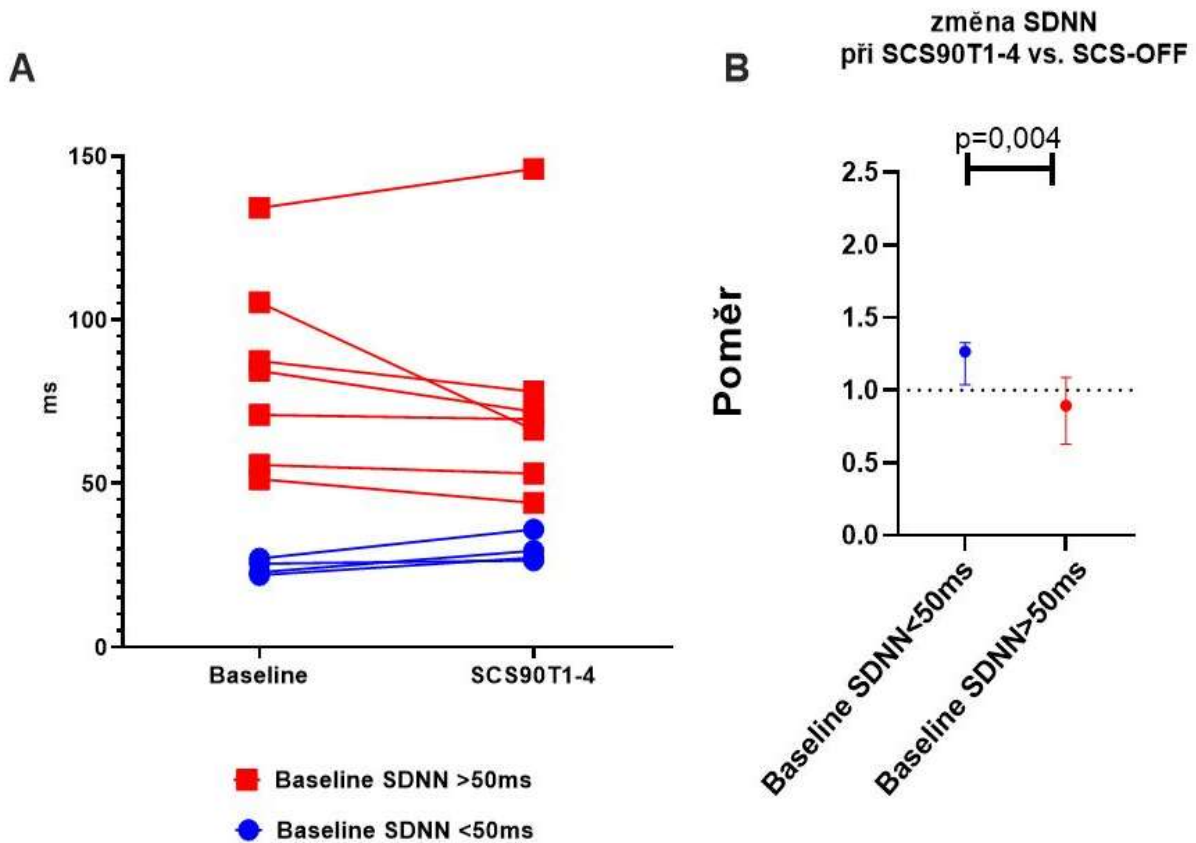 A
150
100
50
0
ms
Baseline
SCS90T1-4
Baseline SDNN >50ms
Baseline SDNN <50ms
B
změna SDNN
při SCS90T1-4 vs. SCS-OFF
p=0,004
2.5
2.0
1.5
1.0
0.5
0.0
Poměr
Baseline SDNN<50ms
Baseline SDNN>50ms